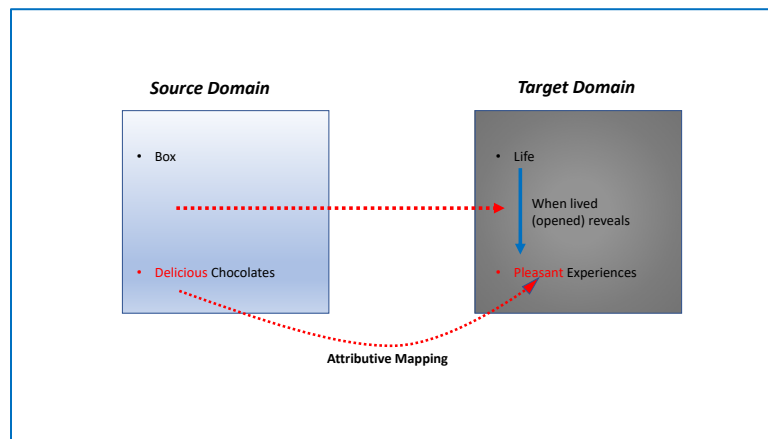 Source Domain
Target Domain
• Box
• Life
When lived
(opened) reveals
• Delicious Chocolates
• Pleasant Experiences
Attributive Mapping